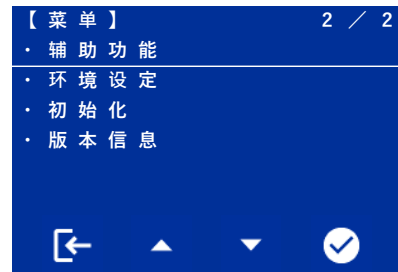 【菜单】 2／2
・辅助功能
・环境设定
・初始化
・版本信息